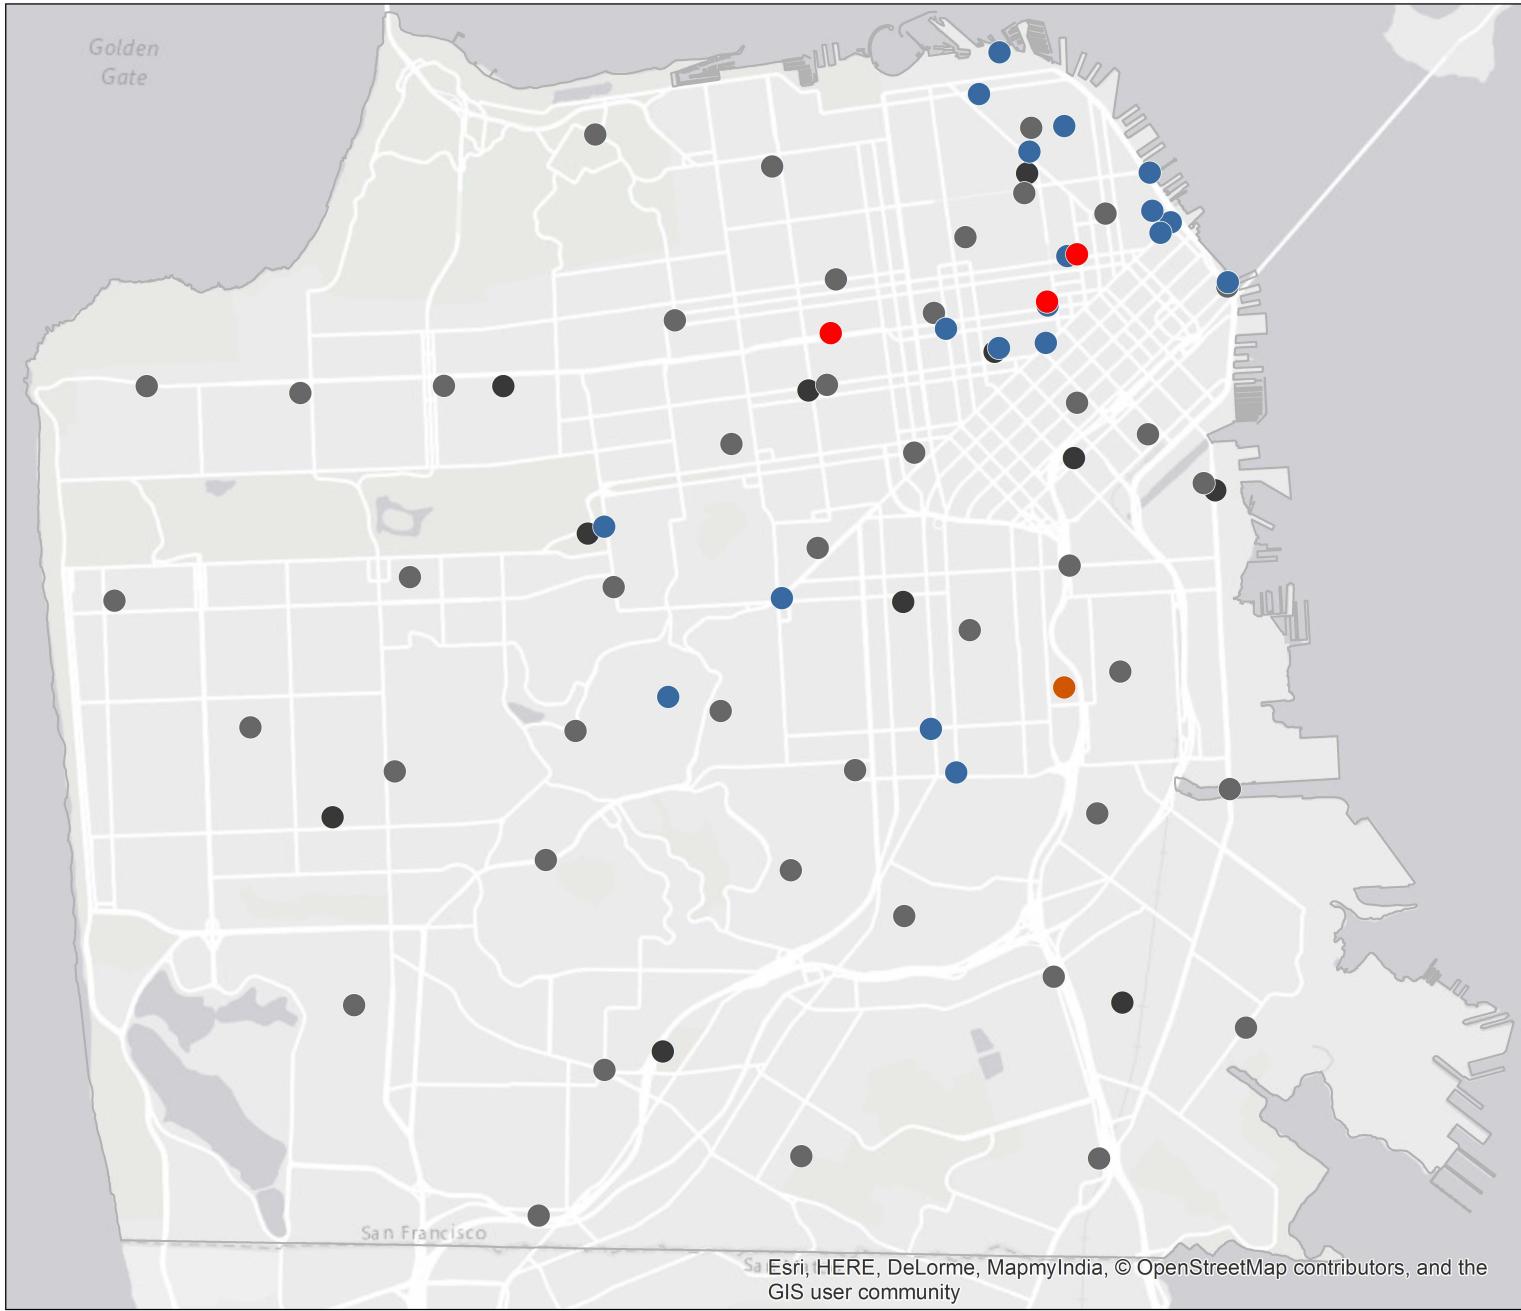 Golden
Gate
San Francisco
Esri, HERE, DeLorme, MapmyIndia, © OpenStreetMap contributors, and the
GIS user community